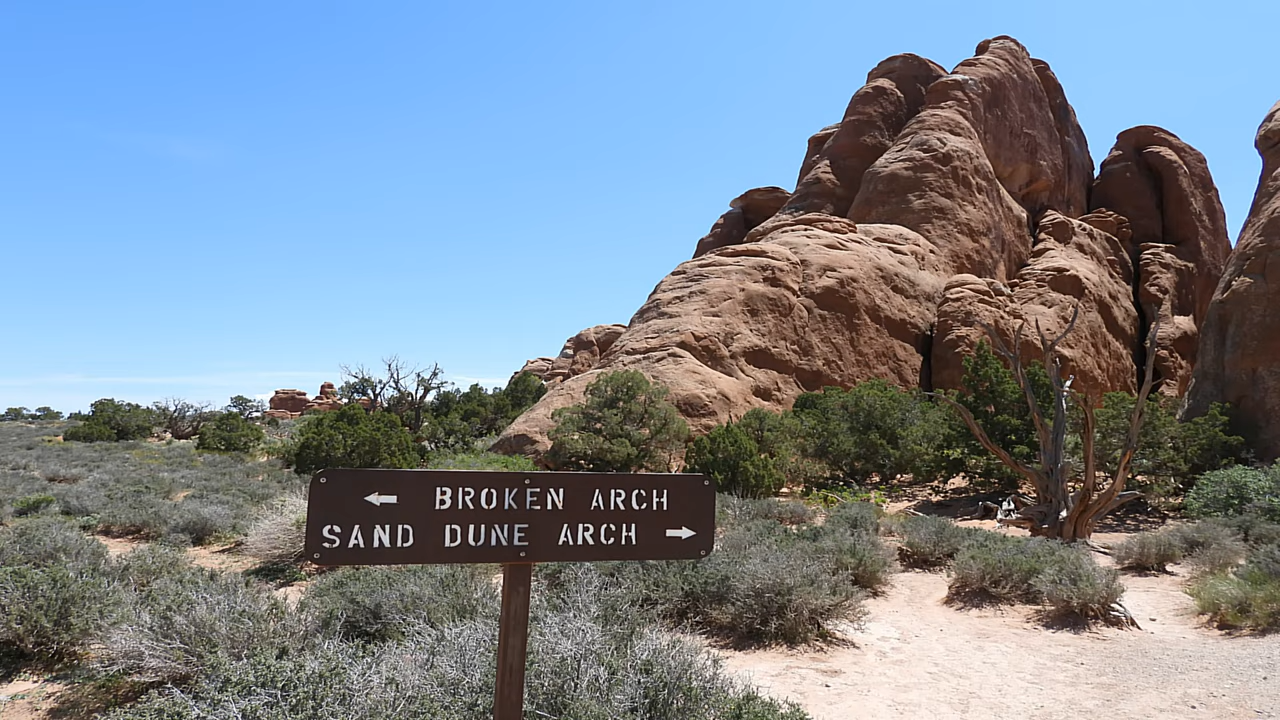 ← BROKEN ARCH
SAND DUNE ARCH →